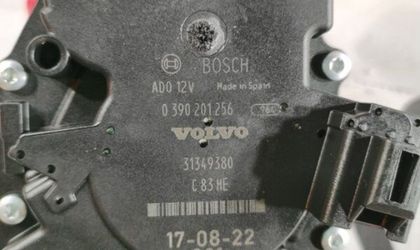 BOSCH
ADO 12V Made in Spain
0 390 201 256
VOLVO
31349380
C 83 HE
17-08-22